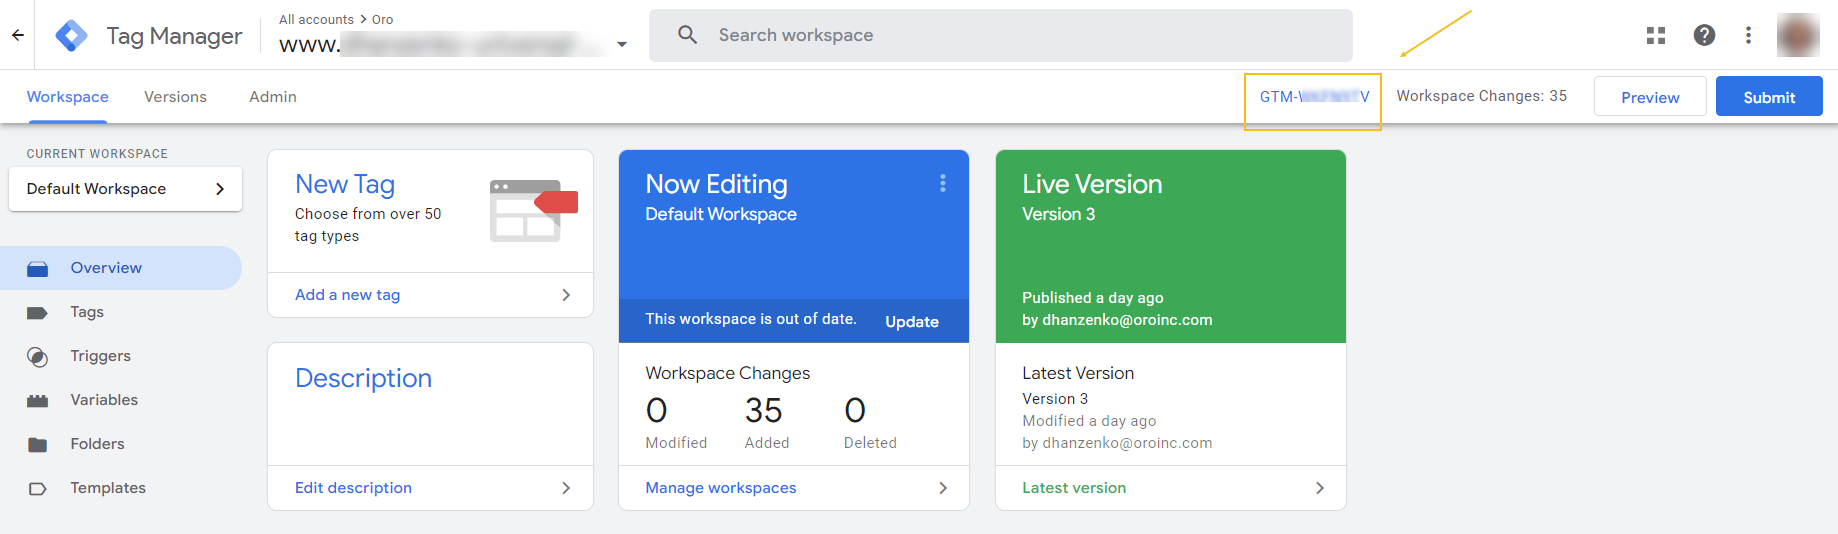 All accounts > Oro
Tag Manager
www.
Search workspace
Workspace
Versions
Admin
GTM-
Workspace Changes: 35
Preview
Submit
CURRENT WORKSPACE
Default Workspace
Overview
Tags
Triggers
Variables
Folders
Templates
New Tag
Choose from over 50
tag types
Add a new tag
Description
Edit description
Now Editing
Default Workspace
This workspace is out of date.
Update
Workspace Changes
0 35 0
Modified Added Deleted
Manage workspaces
Live Version
Version 3
Published a day ago
by dhanzenko@oroinc.com
Latest Version
Version 3
Modified a day ago
by dhanzenko@oroinc.com
Latest version